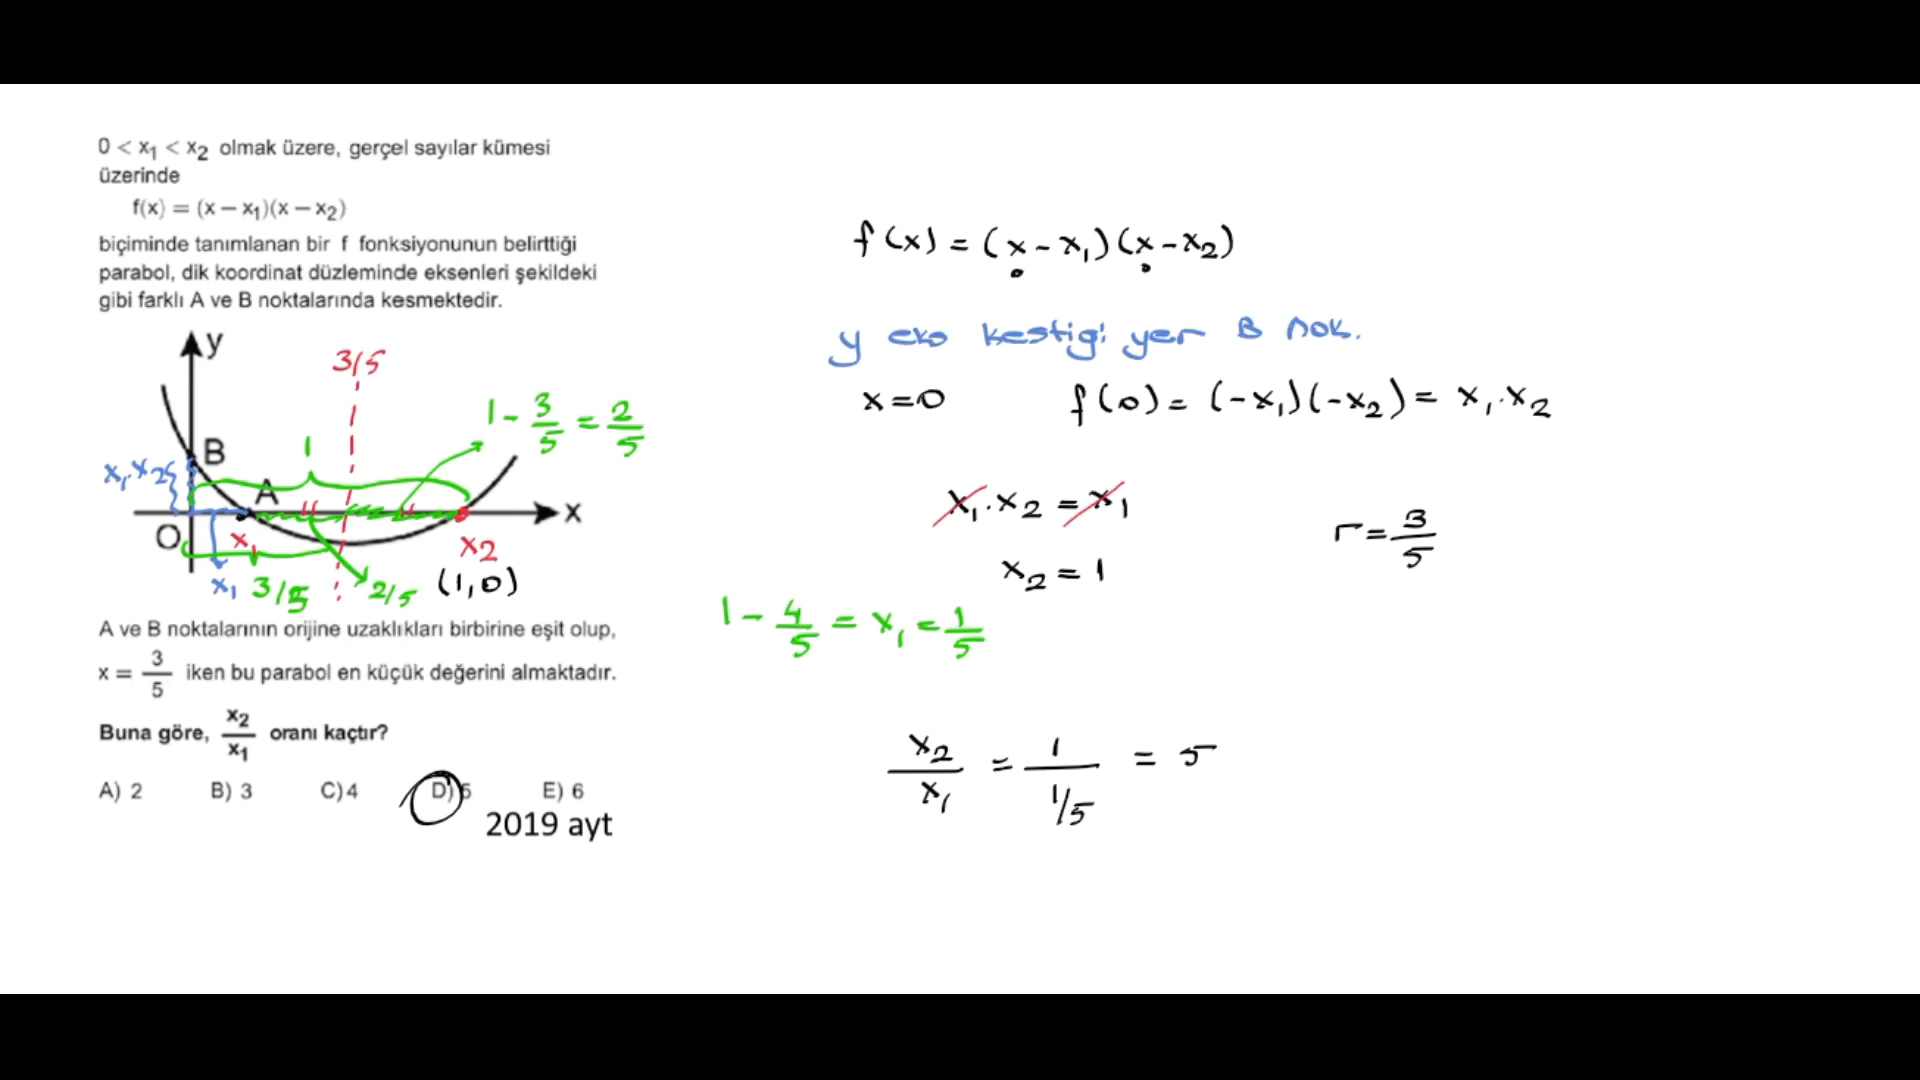 0 < x₁ < x₂ olmak üzere, gerçel sayılar kümesi
üzerinde
f(x) = (x − x₁)(x − x₂)
biçiminde tanımlanan bir f fonksiyonunun belirttiği
parabol, dik koordinat düzleminde eksenleri şekildeki
gibi farklı A ve B noktalarında kesmektedir.
y
3/5
1 - 3/5 = 2/5
1
B
x₁.x₂
A
x
O
x₁
x₂
x₁
3/5
2/5
(1,0)
A ve B noktalarının orijine uzaklıkları birbirine eşit olup,
x = 3/5 iken bu parabol en küçük değerini almaktadır.
Buna göre, x₂/x₁ oranı kaçtır?
A) 2 B) 3 C) 4 D) 5 E) 6
2019 ayt
f(x) = (x - x₁)(x - x₂)
y eks kestiği yer B nok.
x=0 f(0) = (-x₁)(-x₂) = x₁.x₂
x₁.x₂ = x₁
r = 3/5
x₂ = 1
1 - 4/5 = x₁ = 1/5
x₂/x₁ = 1/(1/5) = 5